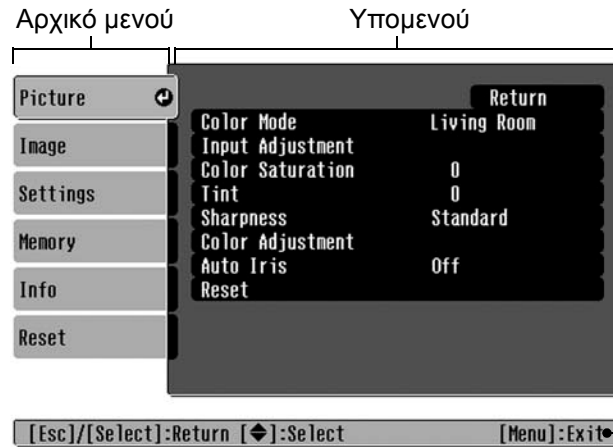 Αρχικό μενού Υπομενού
Picture
Image
Settings
Memory
Info
Reset
Return
Color Mode Living Room
Input Adjustment
Color Saturation 0
Tint 0
Sharpness Standard
Color Adjustment
Auto Iris Off
Reset
[Esc]/[Select]:Return [◆]:Select [Menu]:Exit